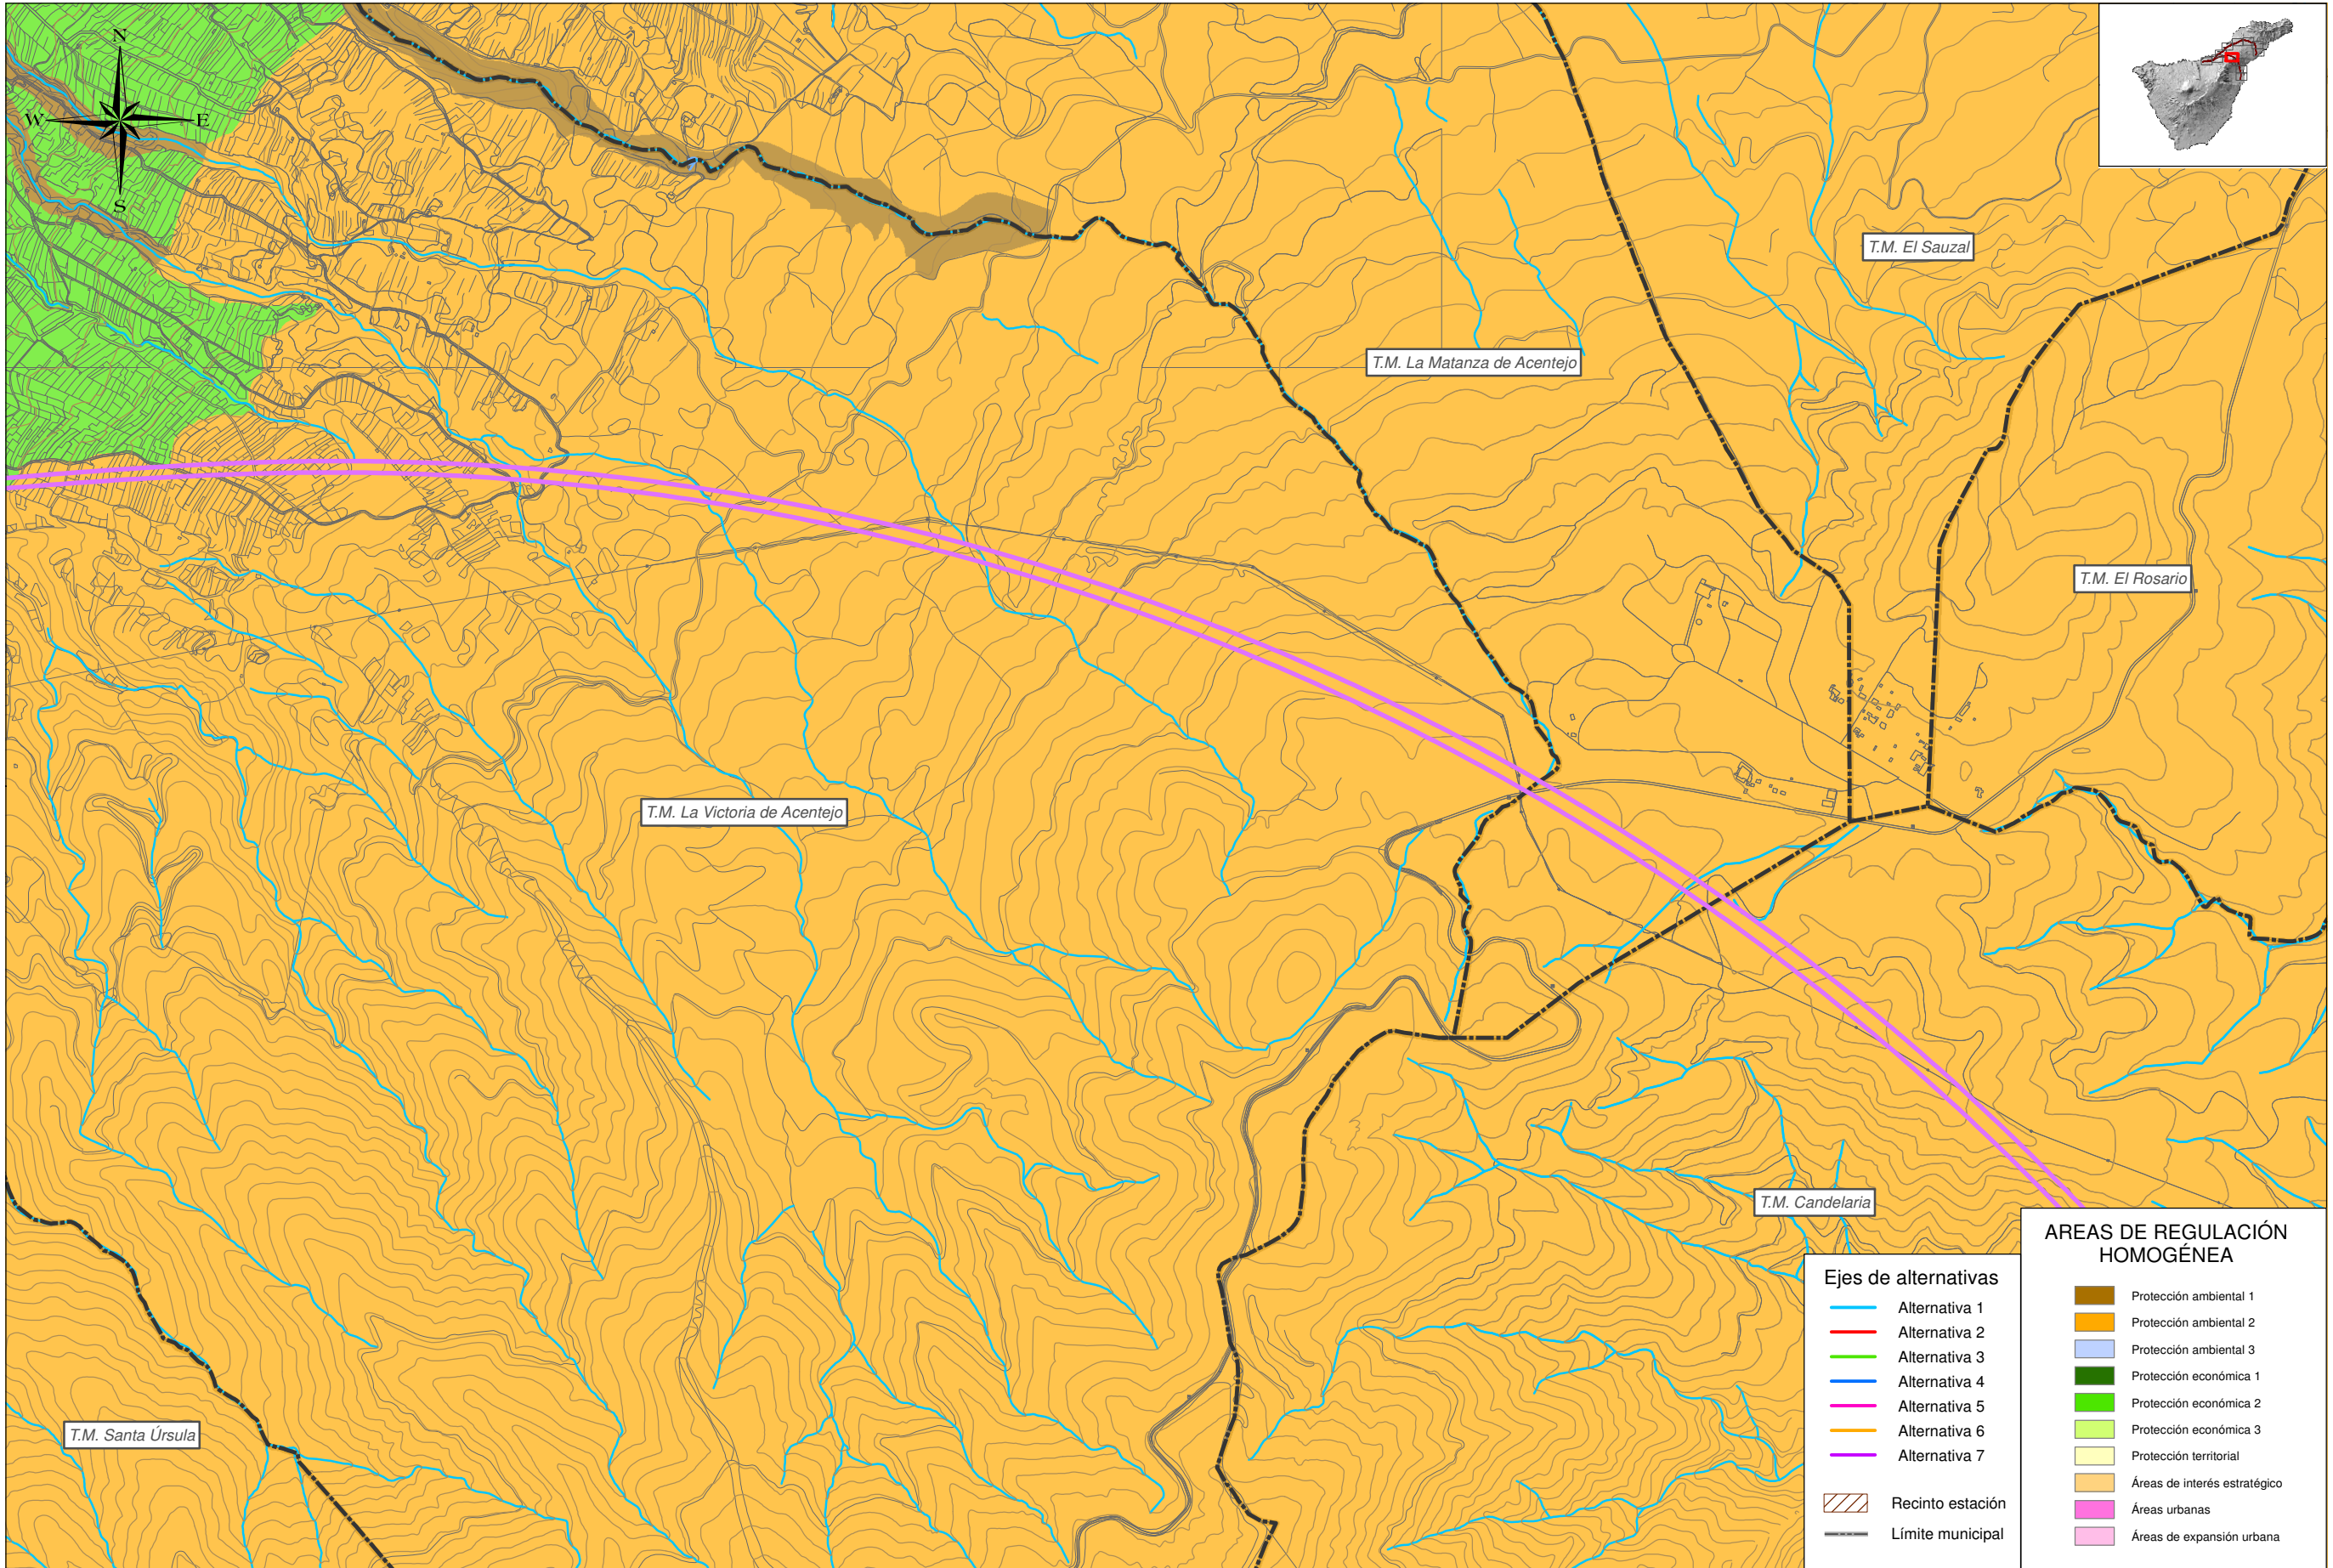 N
W
E
S
T.M. El Sauzal
T.M. La Matanza de Acentejo
T.M. El Rosario
T.M. La Victoria de Acentejo
T.M. Candelaria
T.M. Santa Úrsula
Ejes de alternativas
Alternativa 1
Alternativa 2
Alternativa 3
Alternativa 4
Alternativa 5
Alternativa 6
Alternativa 7
Recinto estación
Límite municipal
AREAS DE REGULACIÓN
HOMOGÉNEA
Protección ambiental 1
Protección ambiental 2
Protección ambiental 3
Protección económica 1
Protección económica 2
Protección económica 3
Protección territorial
Áreas de interés estratégico
Áreas urbanas
Áreas de expansión urbana